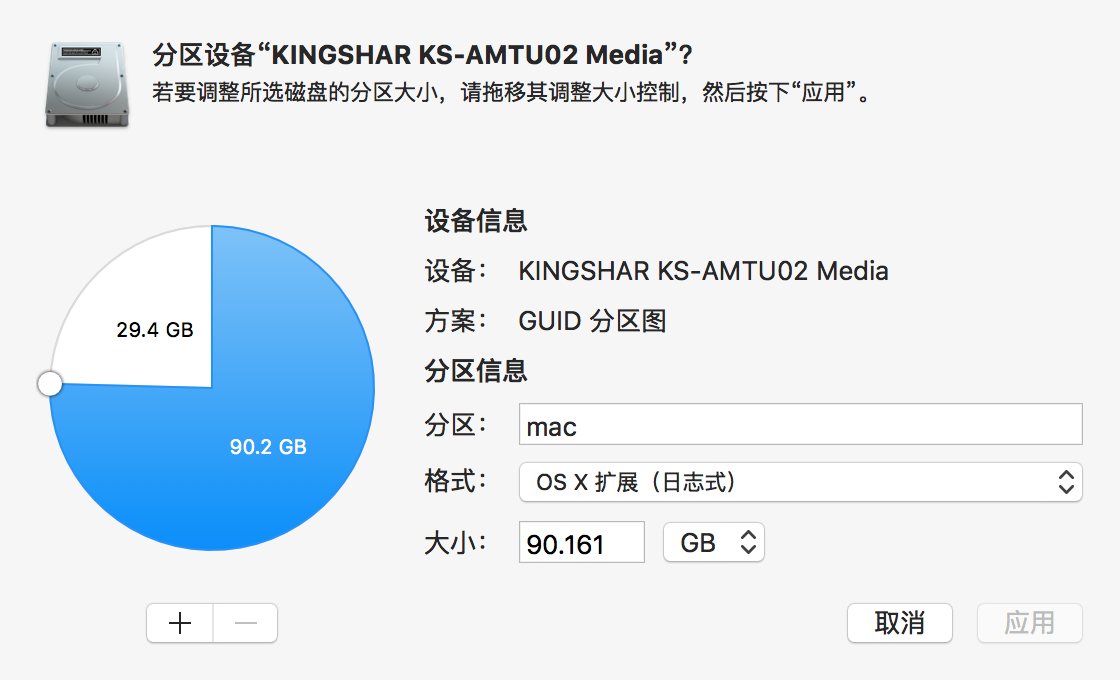 分区设备“KINGSHAR KS-AMTU02 Media”？
若要调整所选磁盘的分区大小，请拖移其调整大小控制，然后按下“应用”。
设备信息
设备： KINGSHAR KS-AMTU02 Media
方案： GUID 分区图
29.4 GB
分区信息
分区： mac
90.2 GB
格式： OS X 扩展（日志式）
大小： 90.161 GB
取消 应用